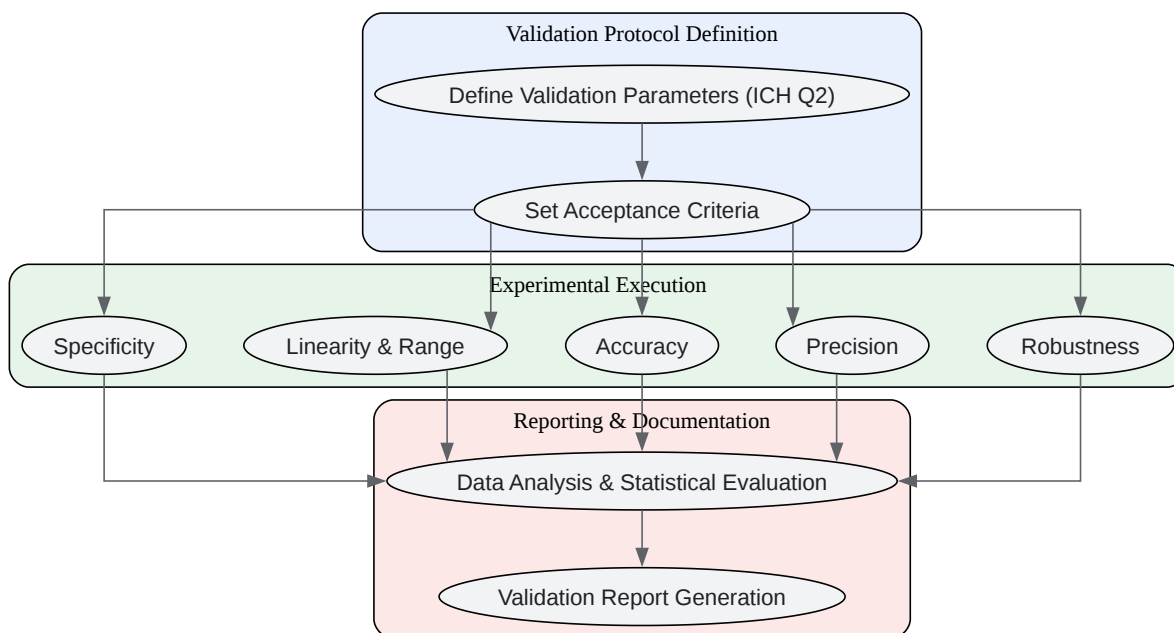 Validation Protocol Definition
Define Validation Parameters (ICH Q2)
Set Acceptance Criteria
Experimental Execution
Specificity
Linearity & Range
Accuracy
Precision
Robustness
Reporting & Documentation
Data Analysis & Statistical Evaluation
Validation Report Generation